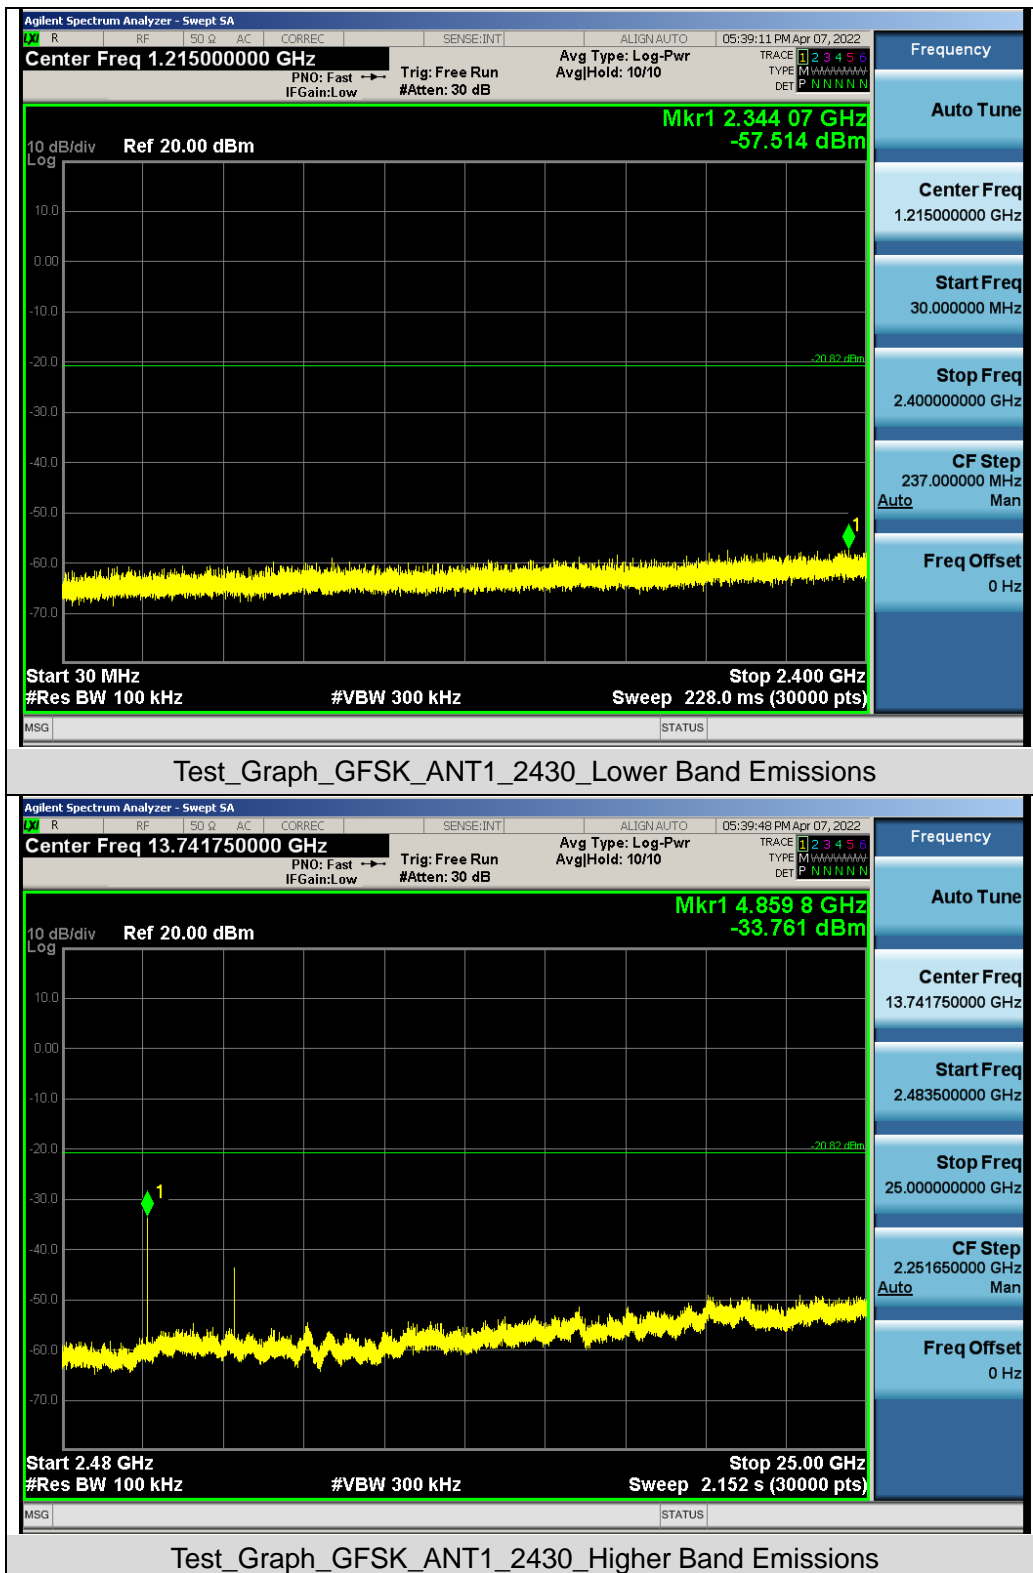 Agilent Spectrum Analyzer - Swept SA
LXI R RF 50 Ω AC CORREC SENSE:INT ALIGN AUTO 05:39:11 PM Apr 07, 2022
Center Freq 1.215000000 GHz
PNO: Fast
IFGain:Low
Trig: Free Run
#Atten: 30 dB
Avg Type: Log-Pwr
Avg|Hold: 10/10
TRACE 1 2 3 4 5 6
TYPE M
DET P N N N N N
Frequency
Auto Tune
Center Freq
1.215000000 GHz
Start Freq
30.000000 MHz
Stop Freq
2.400000000 GHz
CF Step
237.000000 MHz
Auto Man
Freq Offset
0 Hz
Mkr1 2.344 07 GHz
-57.514 dBm
10 dB/div Ref 20.00 dBm
Log
10.0
0.00
-10.0
-20.0
-20.82 dBm
-30.0
-40.0
-50.0
1
-60.0
-70.0
Start 30 MHz Stop 2.400 GHz
#Res BW 100 kHz #VBW 300 kHz Sweep 228.0 ms (30000 pts)
MSG STATUS
Test_Graph_GFSK_ANT1_2430_Lower Band Emissions
Agilent Spectrum Analyzer - Swept SA
LXI R RF 50 Ω AC CORREC SENSE:INT ALIGN AUTO 05:39:48 PM Apr 07, 2022
Center Freq 13.741750000 GHz
PNO: Fast
IFGain:Low
Trig: Free Run
#Atten: 30 dB
Avg Type: Log-Pwr
Avg|Hold: 10/10
TRACE 1 2 3 4 5 6
TYPE M
DET P N N N N N
Frequency
Auto Tune
Center Freq
13.741750000 GHz
Start Freq
2.483500000 GHz
Stop Freq
25.000000000 GHz
CF Step
2.251650000 GHz
Auto Man
Freq Offset
0 Hz
Mkr1 4.859 8 GHz
-33.761 dBm
10 dB/div Ref 20.00 dBm
Log
10.0
0.00
-10.0
-20.0
-20.82 dBm
-30.0
1
-40.0
-50.0
-60.0
-70.0
Start 2.48 GHz Stop 25.00 GHz
#Res BW 100 kHz #VBW 300 kHz Sweep 2.152 s (30000 pts)
MSG STATUS
Test_Graph_GFSK_ANT1_2430_Higher Band Emissions